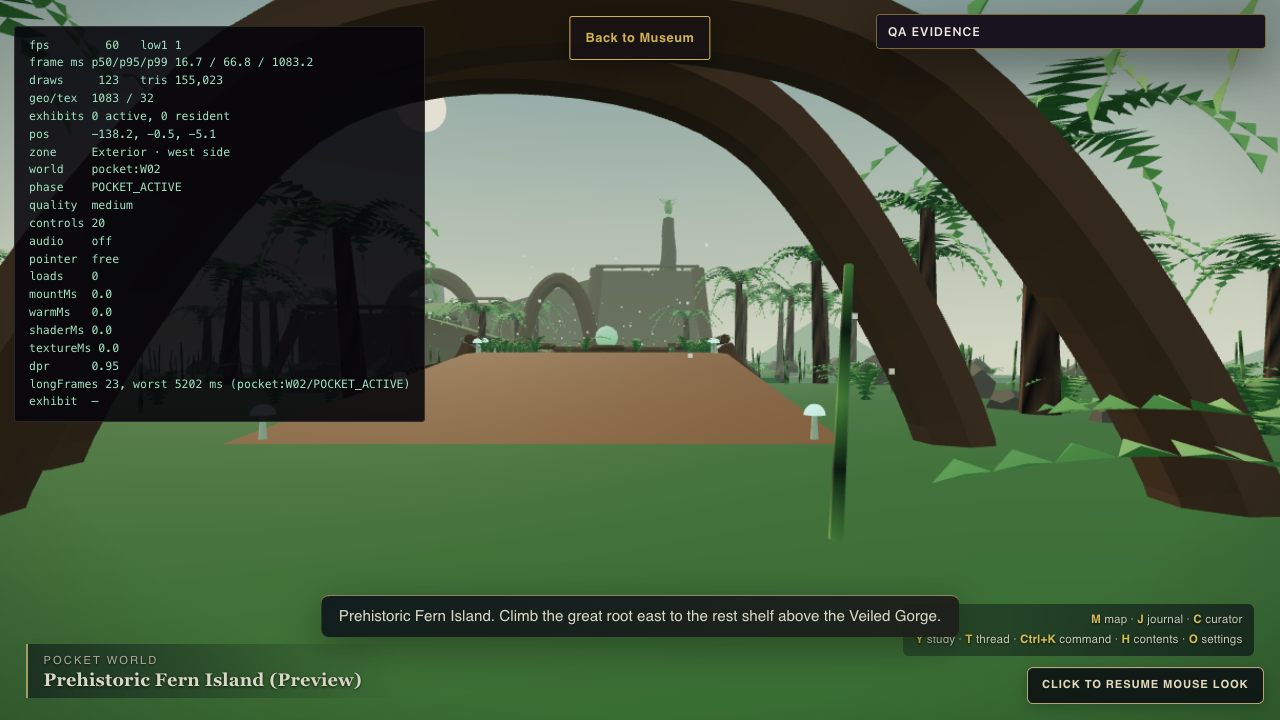 fps 60 low1 1
frame ms p50/p95/p99 16.7 / 66.8 / 1083.2
draws 123 tris 155,023
geo/tex 1083 / 32
exhibits 0 active, 0 resident
pos −138.2, −0.5, −5.1
zone Exterior · west side
world pocket:W02
phase POCKET_ACTIVE
quality medium
controls 20
audio off
pointer free
loads 0
mountMs 0.0
warmMs 0.0
shaderMs 0.0
textureMs 0.0
dpr 0.95
longFrames 23, worst 5202 ms (pocket:W02/POCKET_ACTIVE)
exhibit —
Back to Museum
QA EVIDENCE
Prehistoric Fern Island. Climb the great root east to the rest shelf above the Veiled Gorge.
M map · J journal · C curator
Y study · T thread · Ctrl+K command · H contents · O settings
POCKET WORLD
Prehistoric Fern Island (Preview)
CLICK TO RESUME MOUSE LOOK